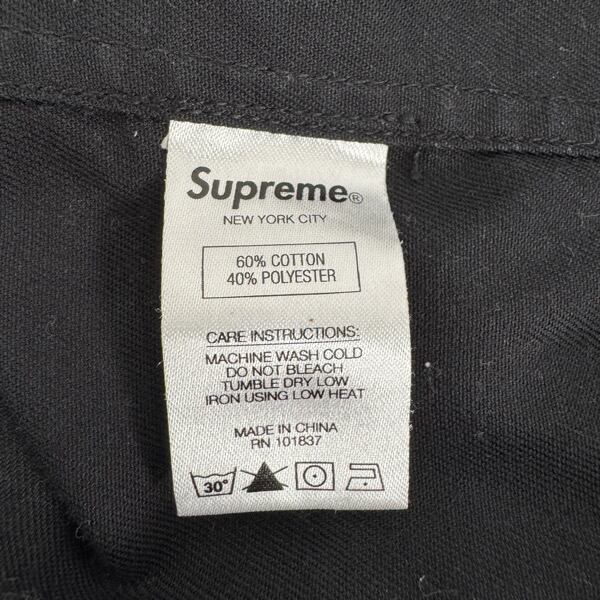 Supreme®
NEW YORK CITY
60% COTTON
40% POLYESTER
CARE INSTRUCTIONS:
MACHINE WASH COLD
DO NOT BLEACH
TUMBLE DRY LOW
IRON USING LOW HEAT
MADE IN CHINA
RN 101837
30°